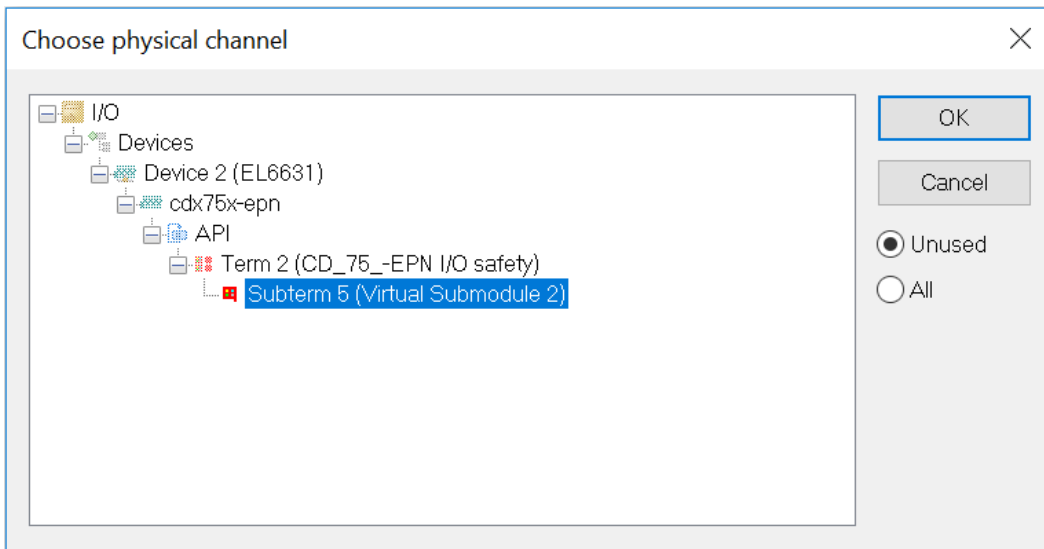 Choose physical channel
I/O
Devices
Device 2 (EL6631)
cdx75x-epn
API
Term 2 (CD_75_-EPN I/O safety)
Subterm 5 (Virtual Submodule 2)
OK
Cancel
Unused
All